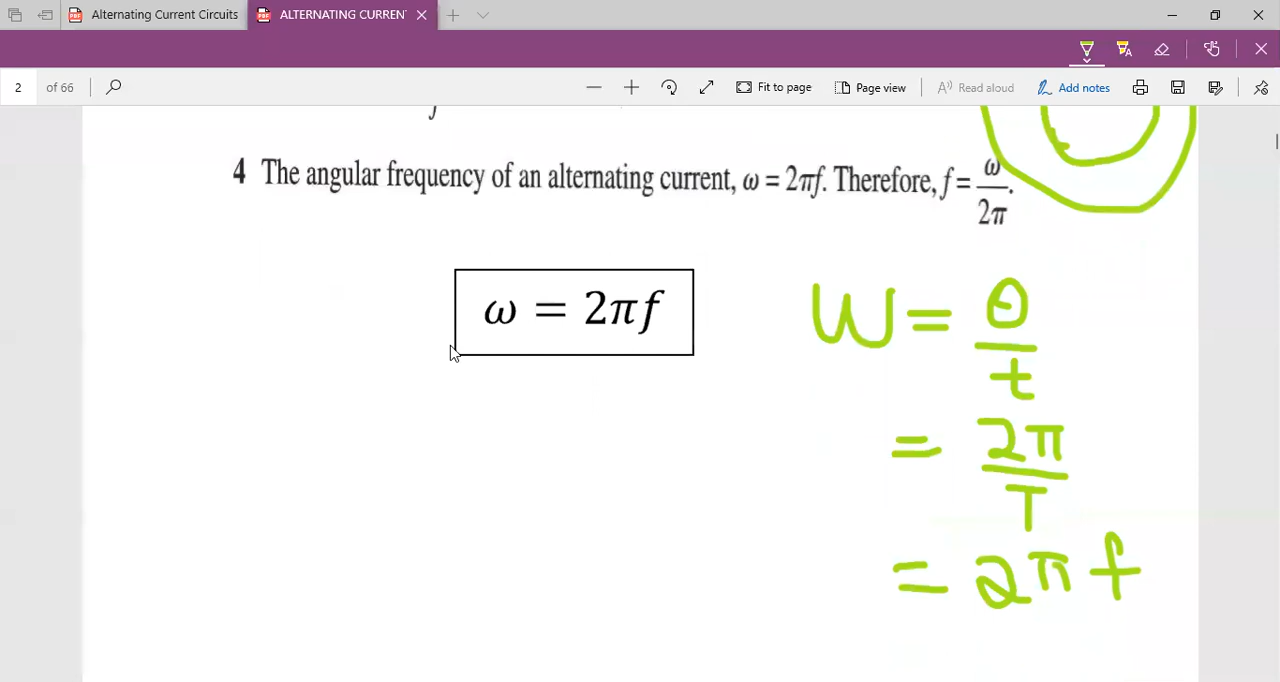 Alternating Current Circuits
ALTERNATING CURREN
2 of 66
Fit to page
Page view
Read aloud
Add notes
4 The angular frequency of an alternating current, ω = 2πf. Therefore, f = ω/2π.
ω = 2πf
W = θ/t
= 2π/T
= 2πf